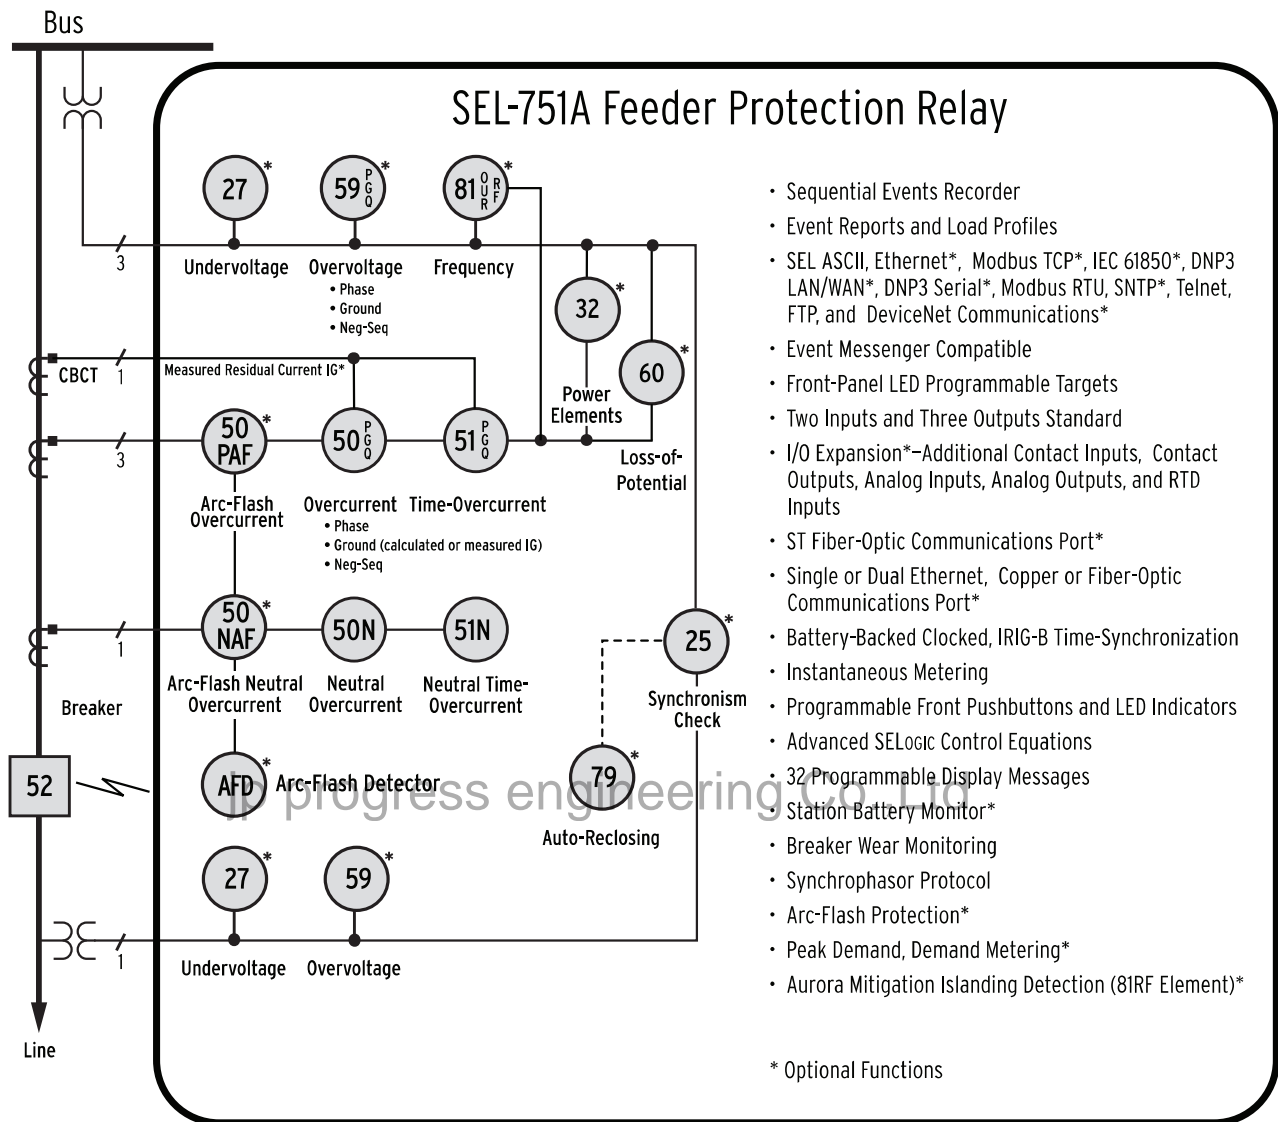 Bus
SEL-751A Feeder Protection Relay
27 *
59 P G Q *
81 O U R RF *
3
Undervoltage
Overvoltage
• Phase
• Ground
• Neg-Seq
Frequency
32 *
Power
Elements
60 *
Loss-of-
Potential
CBCT
1
Measured Residual Current IG*
3
50
PAF *
50 P G Q
51 P G Q
Arc-Flash
Overcurrent
Overcurrent
• Phase
• Ground (calculated or measured IG)
• Neg-Seq
Time-Overcurrent
1
50
NAF *
50N
51N
Arc-Flash Neutral
Overcurrent
Neutral
Overcurrent
Neutral Time-
Overcurrent
25 *
Synchronism
Check
Breaker
52
AFD *
Arc-Flash Detector
79 *
Auto-Reclosing
jp progress engineering Co.,Ltd
27 *
59 *
1
Undervoltage
Overvoltage
Line
• Sequential Events Recorder
• Event Reports and Load Profiles
• SEL ASCII, Ethernet*, Modbus TCP*, IEC 61850*, DNP3
LAN/WAN*, DNP3 Serial*, Modbus RTU, SNTP*, Telnet,
FTP, and DeviceNet Communications*
• Event Messenger Compatible
• Front-Panel LED Programmable Targets
• Two Inputs and Three Outputs Standard
• I/O Expansion*–Additional Contact Inputs, Contact
Outputs, Analog Inputs, Analog Outputs, and RTD
Inputs
• ST Fiber-Optic Communications Port*
• Single or Dual Ethernet, Copper or Fiber-Optic
Communications Port*
• Battery-Backed Clocked, IRIG-B Time-Synchronization
• Instantaneous Metering
• Programmable Front Pushbuttons and LED Indicators
• Advanced SELOGIC Control Equations
• 32 Programmable Display Messages
• Station Battery Monitor*
• Breaker Wear Monitoring
• Synchrophasor Protocol
• Arc-Flash Protection*
• Peak Demand, Demand Metering*
• Aurora Mitigation Islanding Detection (81RF Element)*
* Optional Functions